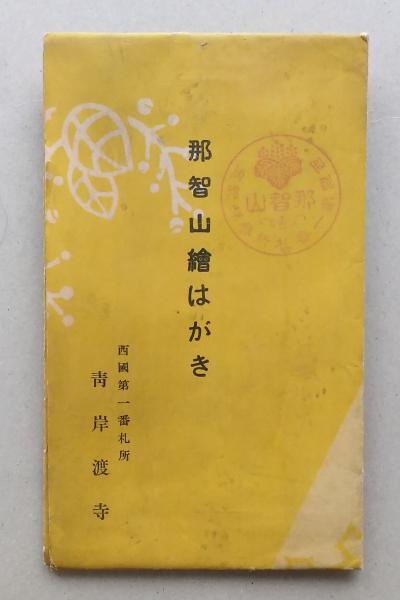 那智山繪はがき
西國第一番札所
靑岸渡寺
那智山